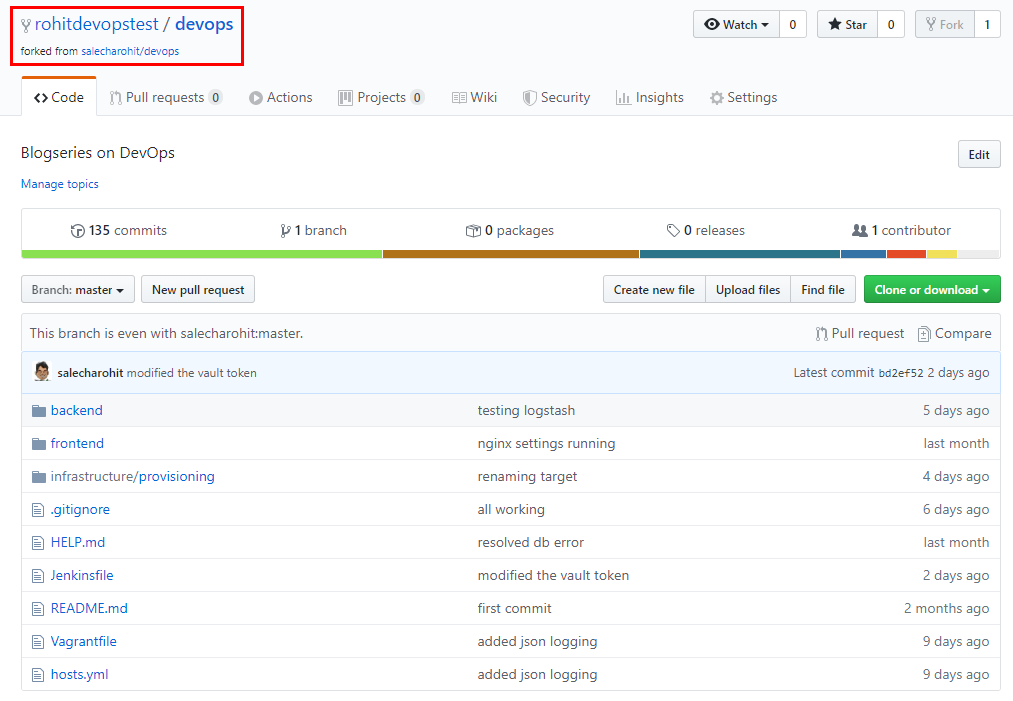 rohitdevopstest / devops
forked from salecharohit/devops
Watch 0 Star 0 Fork 1
Code Pull requests 0 Actions Projects 0 Wiki Security Insights Settings
Blogseries on DevOps
Edit
Manage topics
135 commits 1 branch 0 packages 0 releases 1 contributor
Branch: master New pull request Create new file Upload files Find file Clone or download
This branch is even with salecharohit:master. Pull request Compare
salecharohit modified the vault token Latest commit bd2ef52 2 days ago
backend testing logstash 5 days ago
frontend nginx settings running last month
infrastructure/provisioning renaming target 4 days ago
.gitignore all working 6 days ago
HELP.md resolved db error last month
Jenkinsfile modified the vault token 2 days ago
README.md first commit 2 months ago
Vagrantfile added json logging 9 days ago
hosts.yml added json logging 9 days ago